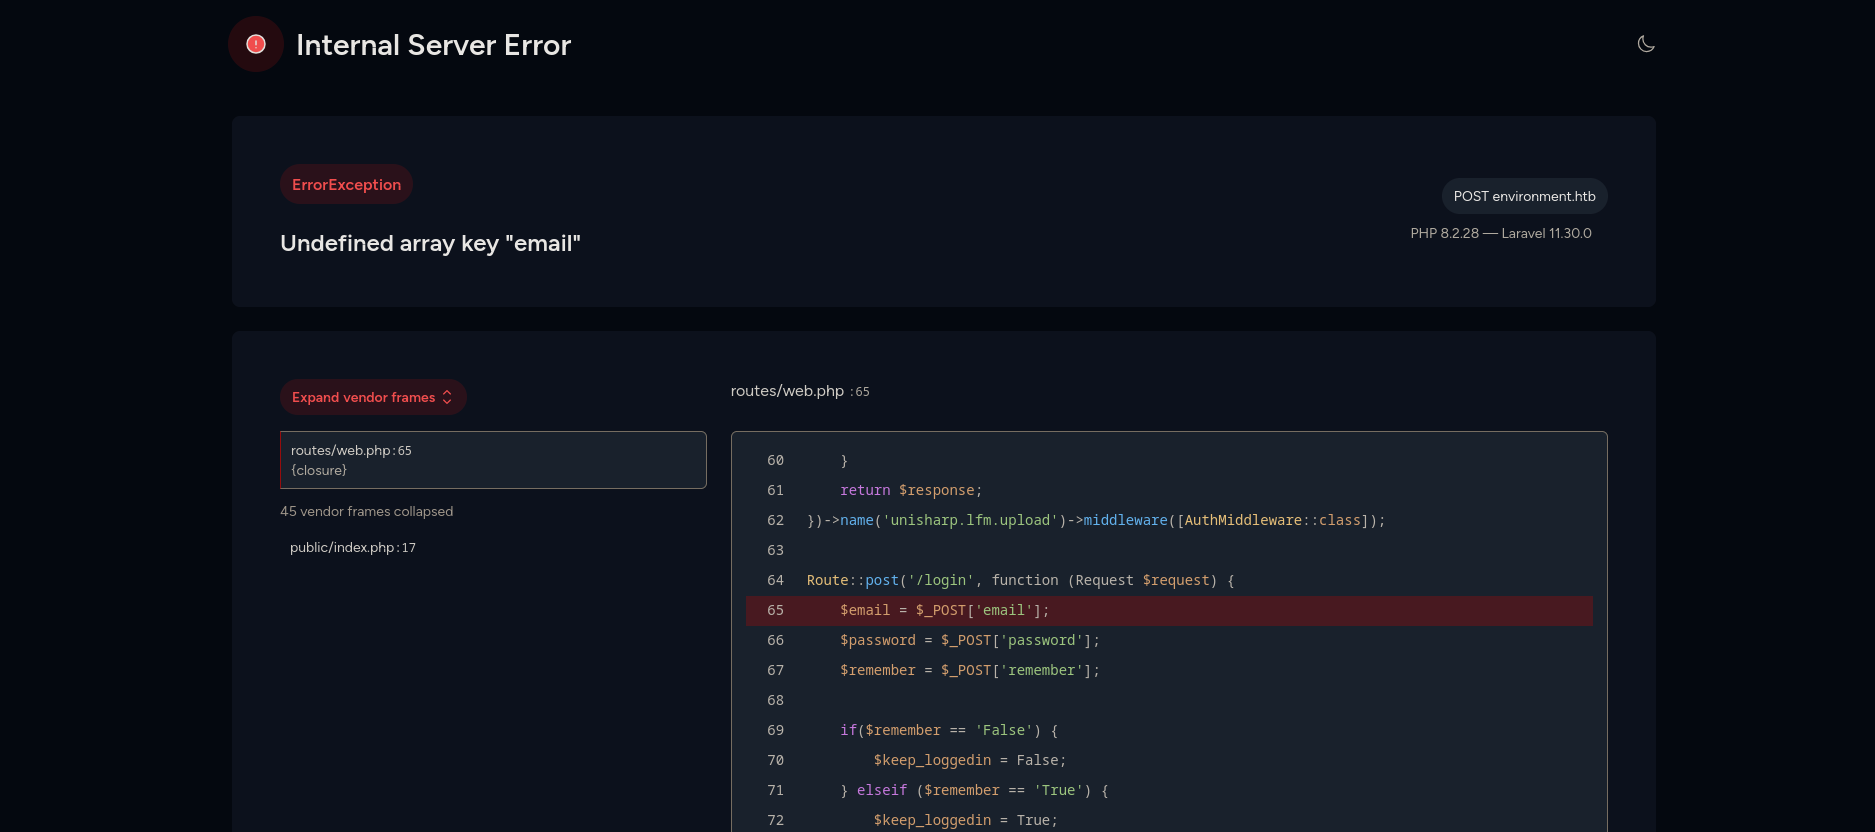 Internal Server Error
ErrorException
POST environment.htb
Undefined array key "email"
PHP 8.2.28 — Laravel 11.30.0
Expand vendor frames
routes/web.php:65
{closure}
45 vendor frames collapsed
public/index.php:17
routes/web.php :65
60     }
61     return $response;
62 })->name('unisharp.lfm.upload')->middleware([AuthMiddleware::class]);
63
64 Route::post('/login', function (Request $request) {
65     $email = $_POST['email'];
66     $password = $_POST['password'];
67     $remember = $_POST['remember'];
68
69     if($remember == 'False') {
70         $keep_loggedin = False;
71     } elseif ($remember == 'True') {
72         $keep_loggedin = True;